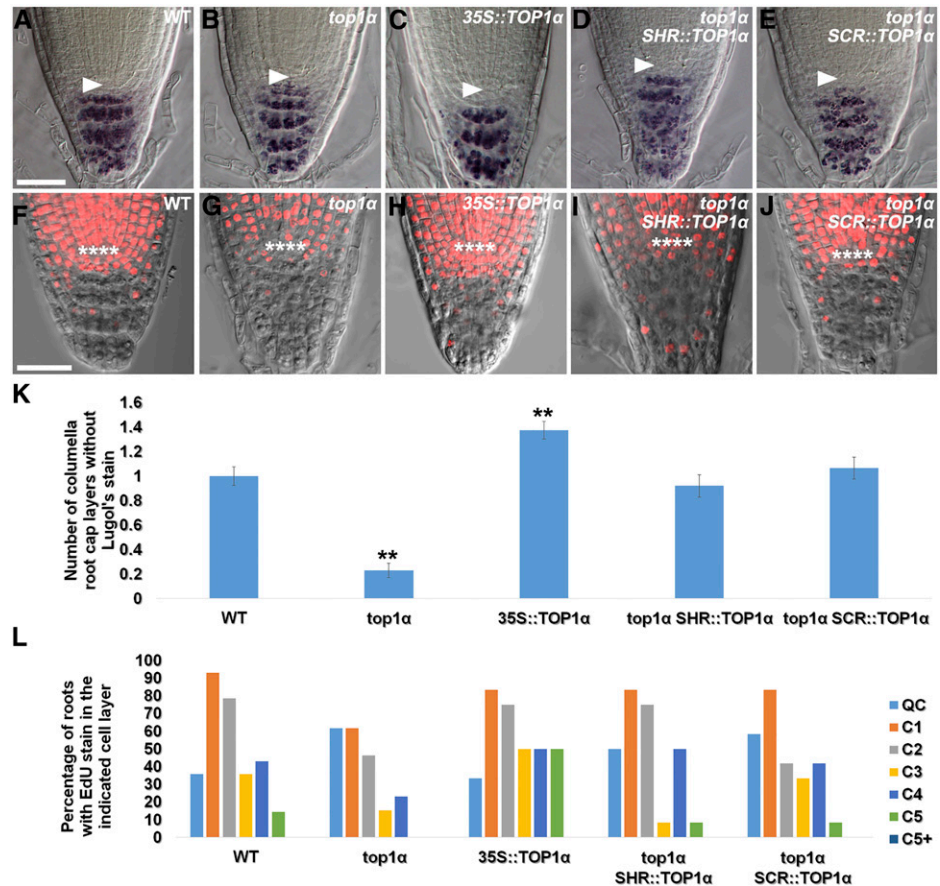 A WT
B top1α
C 35S::TOP1α
D top1α
SHR::TOP1α
E top1α
SCR::TOP1α
F WT
****
G top1α
****
H 35S::TOP1α
****
I top1α
SHR::TOP1α
****
J top1α
SCR::TOP1α
****
K
Number of columella
root cap layers without
Lugol's stain
1.6
1.4
1.2
1
0.8
0.6
0.4
0.2
0
**
**
WT top1α 35S::TOP1α top1α SHR::TOP1α top1α SCR::TOP1α
L
Percentage of roots
with EdU stain in the
indicated cell layer
100
90
80
70
60
50
40
30
20
10
0
WT top1α 35S::TOP1α top1α
SHR::TOP1α
top1α
SCR::TOP1α
QC
C1
C2
C3
C4
C5
C5+